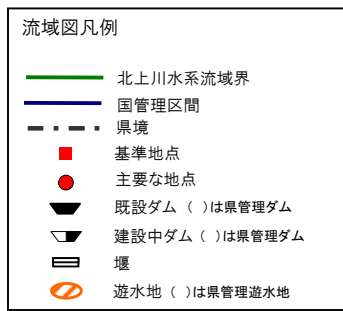 流域図凡例
北上川水系流域界
国管理区間
県境
基準地点
主要な地点
既設ダム ( )は県管理ダム
建設中ダム ( )は県管理ダム
堰
遊水地 ( )は県管理遊水地